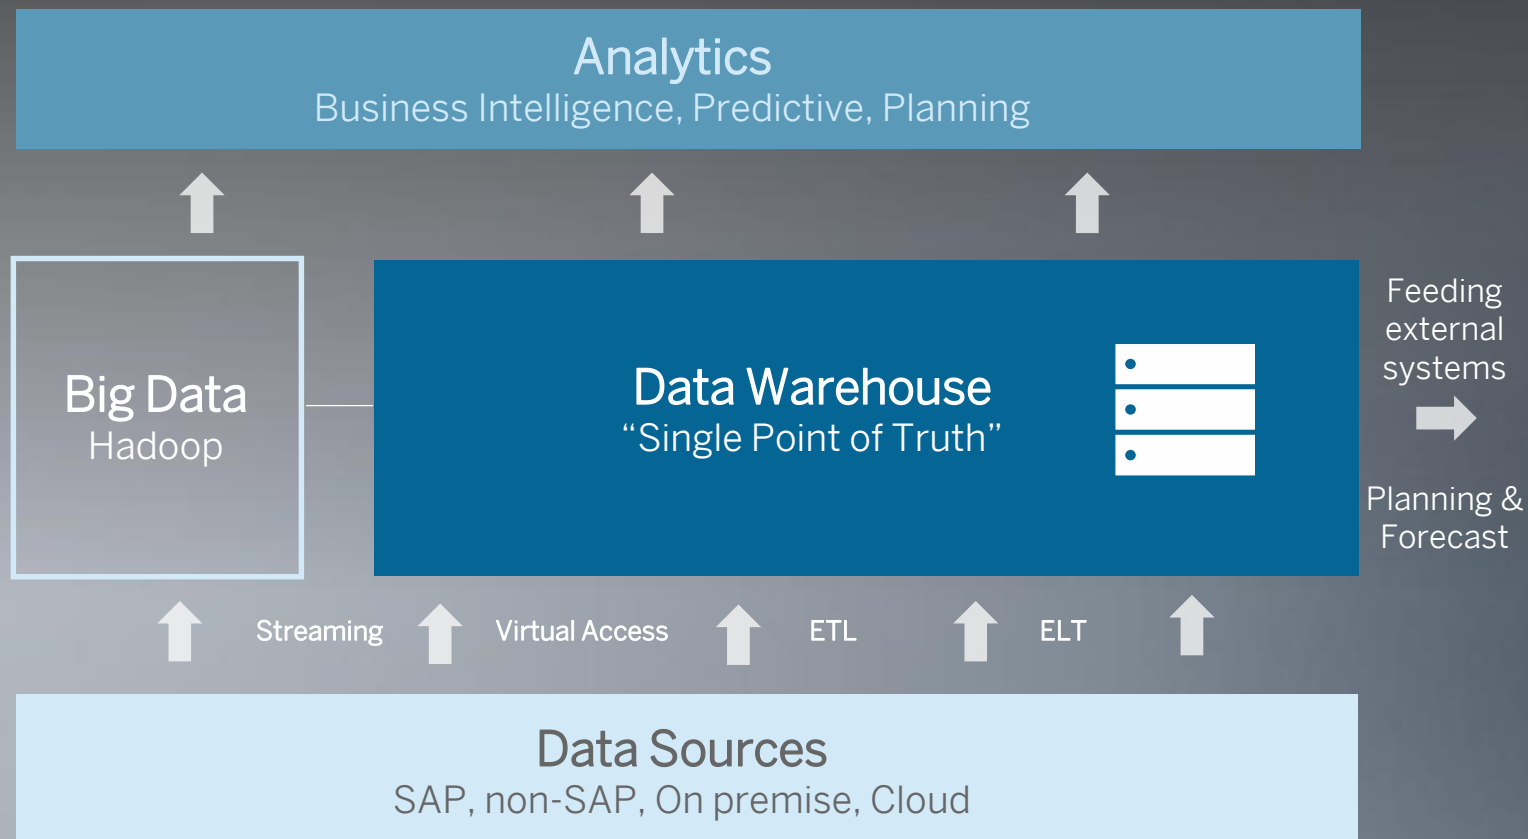 Analytics
Business Intelligence, Predictive, Planning
Big Data
Hadoop
Data Warehouse
“Single Point of Truth”
Feeding
external
systems
Planning &
Forecast
Streaming
Virtual Access
ETL
ELT
Data Sources
SAP, non-SAP, On premise, Cloud